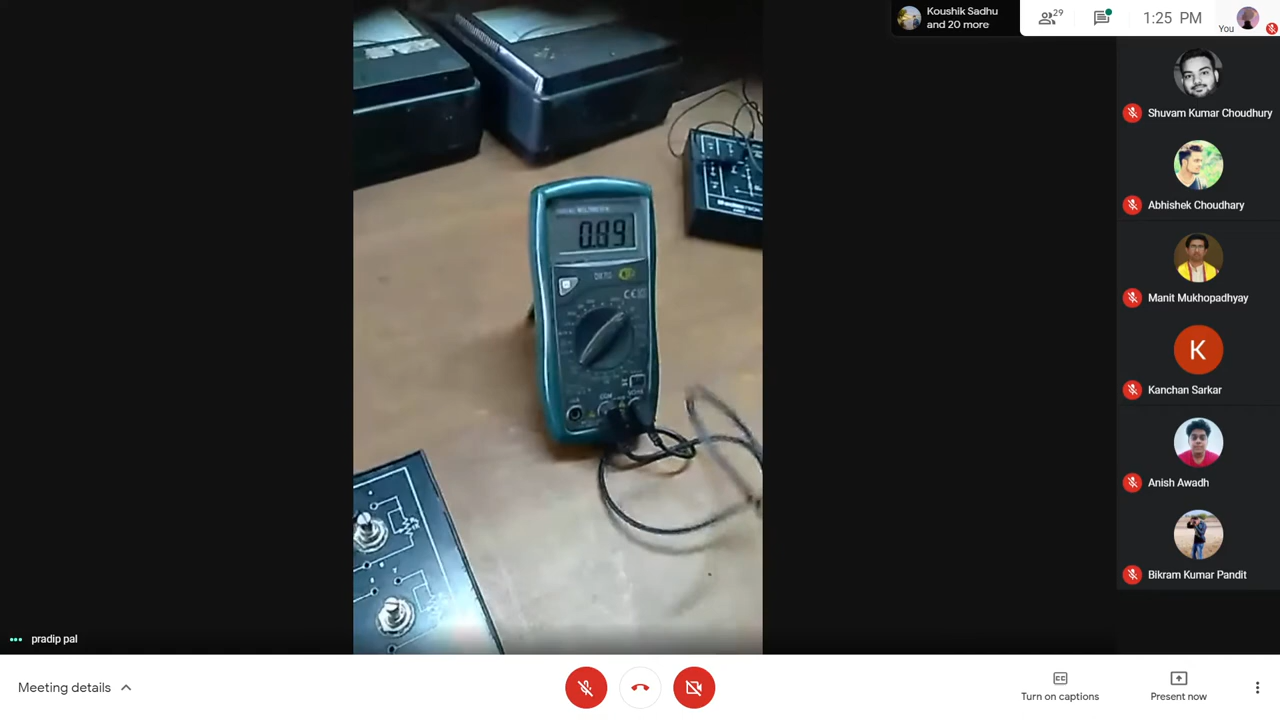 Koushik Sadhu
and 20 more
29
1:25 PM
You
Shuvam Kumar Choudhury
Abhishek Choudhary
Manit Mukhopadhyay
K
Kanchan Sarkar
Anish Awadh
Bikram Kumar Pandit
0.89
COM
pradip pal
Meeting details
Turn on captions
Present now